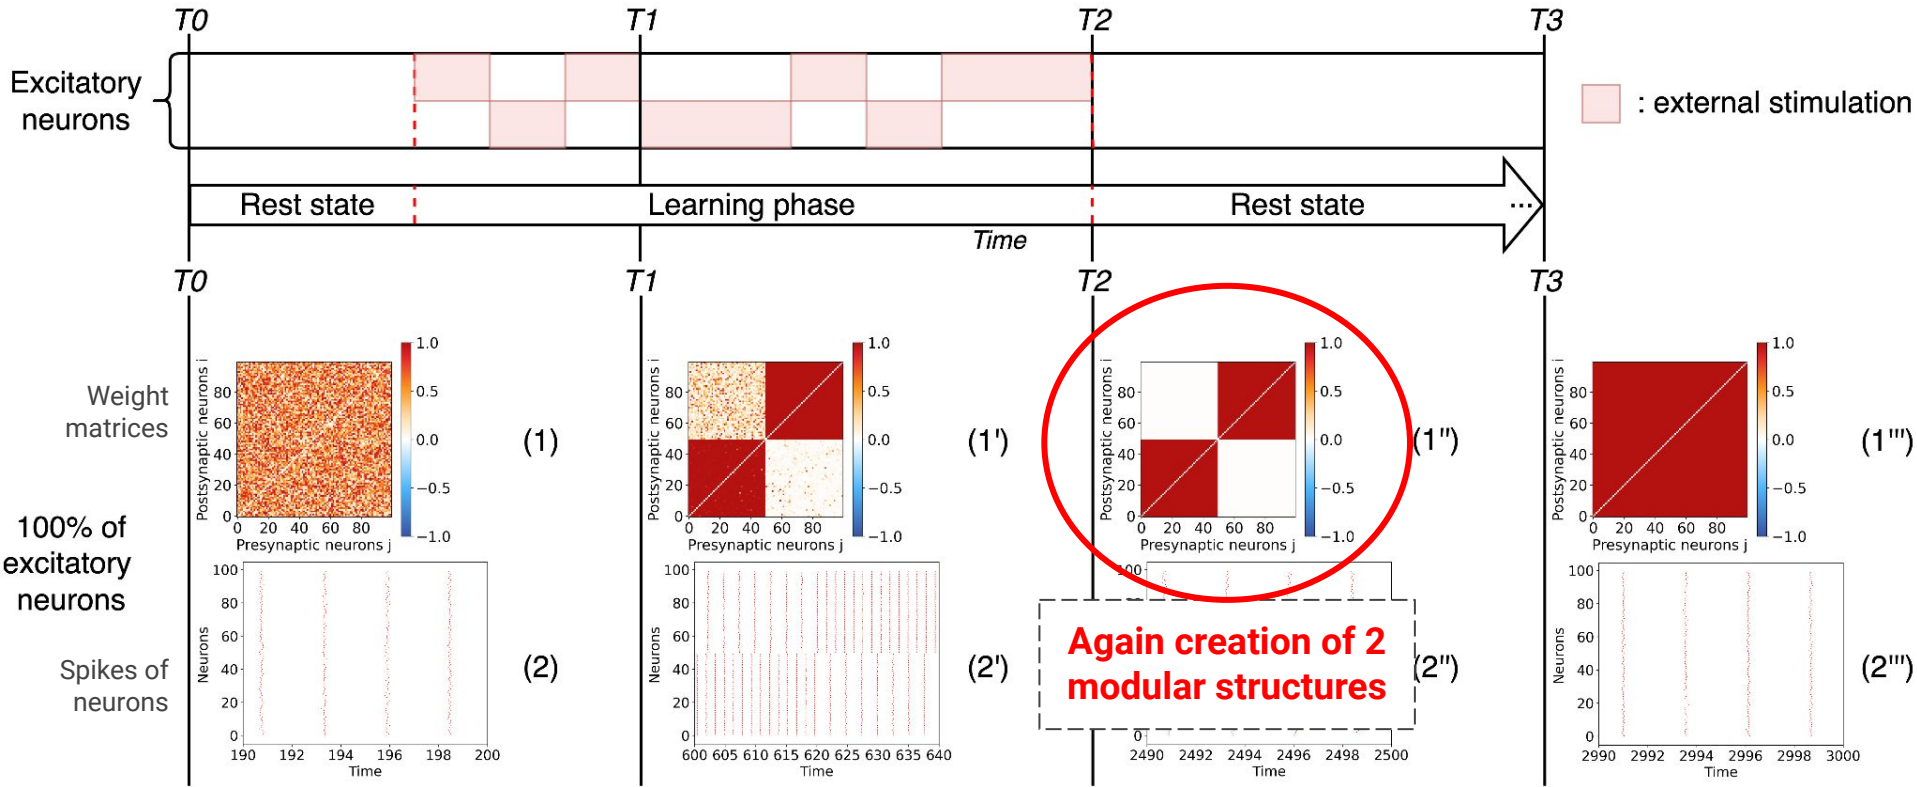 T0 T1 T2 T3
Excitatory
neurons
: external stimulation
Rest state Learning phase Rest state ...
Time
T0 T1 T2 T3
Weight
matrices
Postsynaptic neurons i
80
60
40
20
0
0 20 40 60 80
Presynaptic neurons j
1.0
0.5
0.0
−0.5
−1.0
(1)
Postsynaptic neurons i
80
60
40
20
0
0 20 40 60 80
Presynaptic neurons j
1.0
0.5
0.0
−0.5
−1.0
(1')
Postsynaptic neurons i
80
60
40
20
0
0 20 40 60 80
Presynaptic neurons j
1.0
0.5
0.0
−0.5
−1.0
(1'')
Postsynaptic neurons i
80
60
40
20
0
0 20 40 60 80
Presynaptic neurons j
1.0
0.5
0.0
−0.5
−1.0
(1''')
100% of
excitatory
neurons
Spikes of
neurons
Neurons
100
80
60
40
20
0
190 192 194 196 198 200
Time
(2)
Neurons
100
80
60
40
20
0
600 605 610 615 620 625 630 635 640
Time
(2')
100
Again creation of 2
modular structures
0
2490 2492 2494 2496 2498 2500
Time
(2'')
Neurons
100
80
60
40
20
0
2990 2992 2994 2996 2998 3000
Time
(2''')